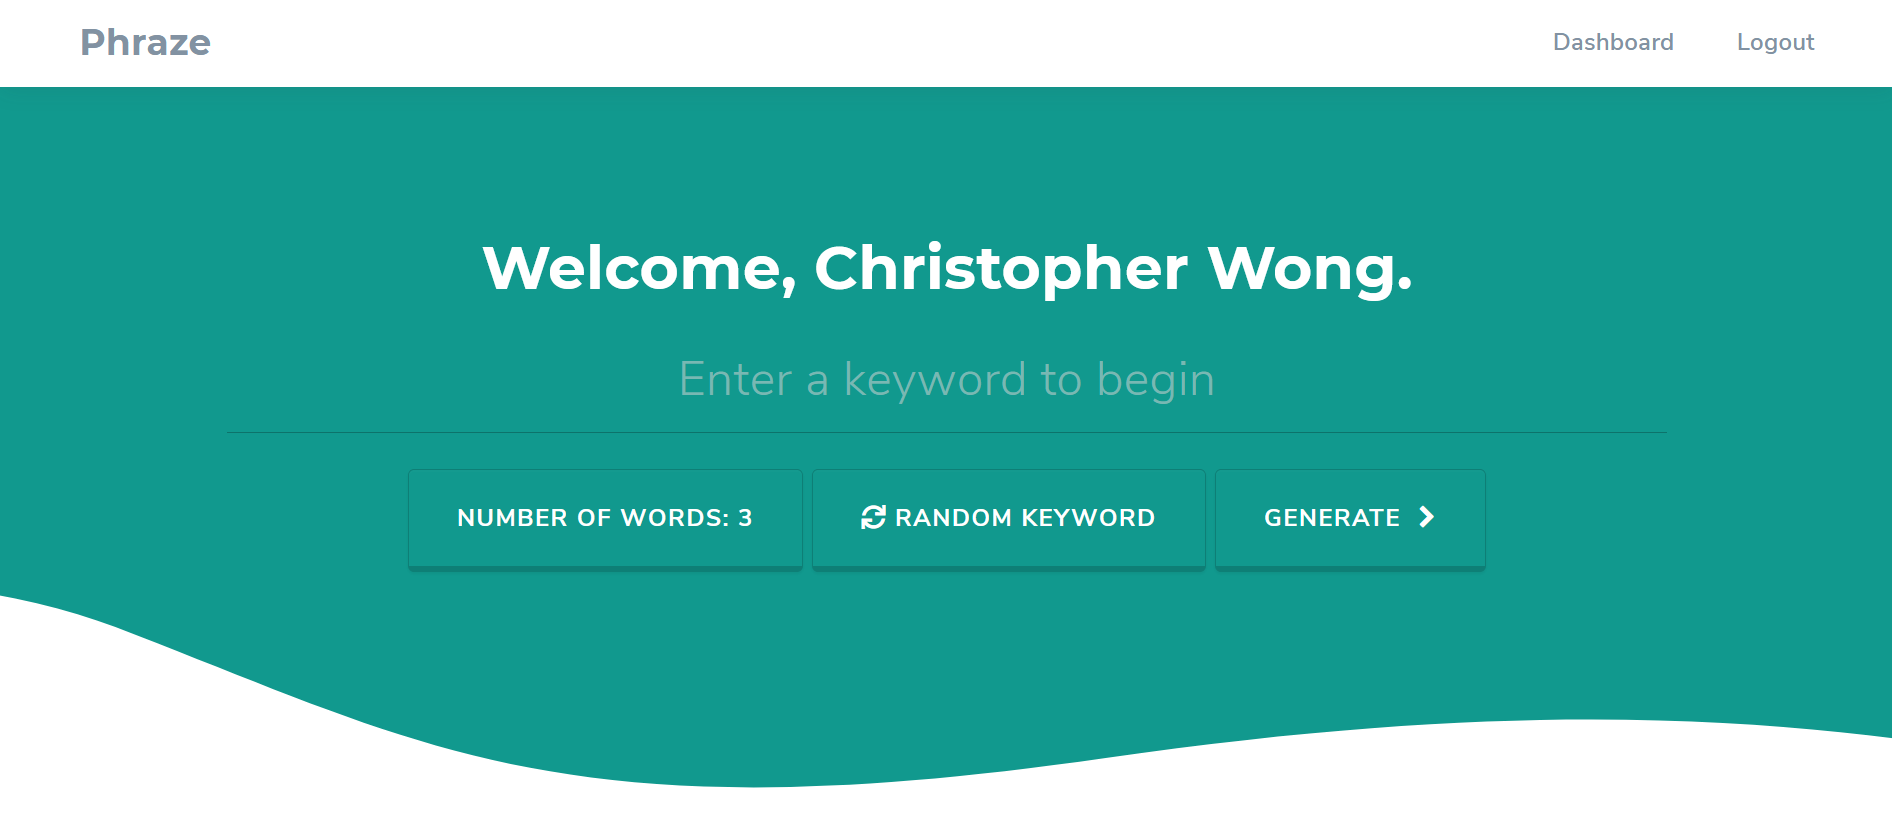 Phraze
Dashboard
Logout
Welcome, Christopher Wong.
Enter a keyword to begin
NUMBER OF WORDS: 3
RANDOM KEYWORD
GENERATE